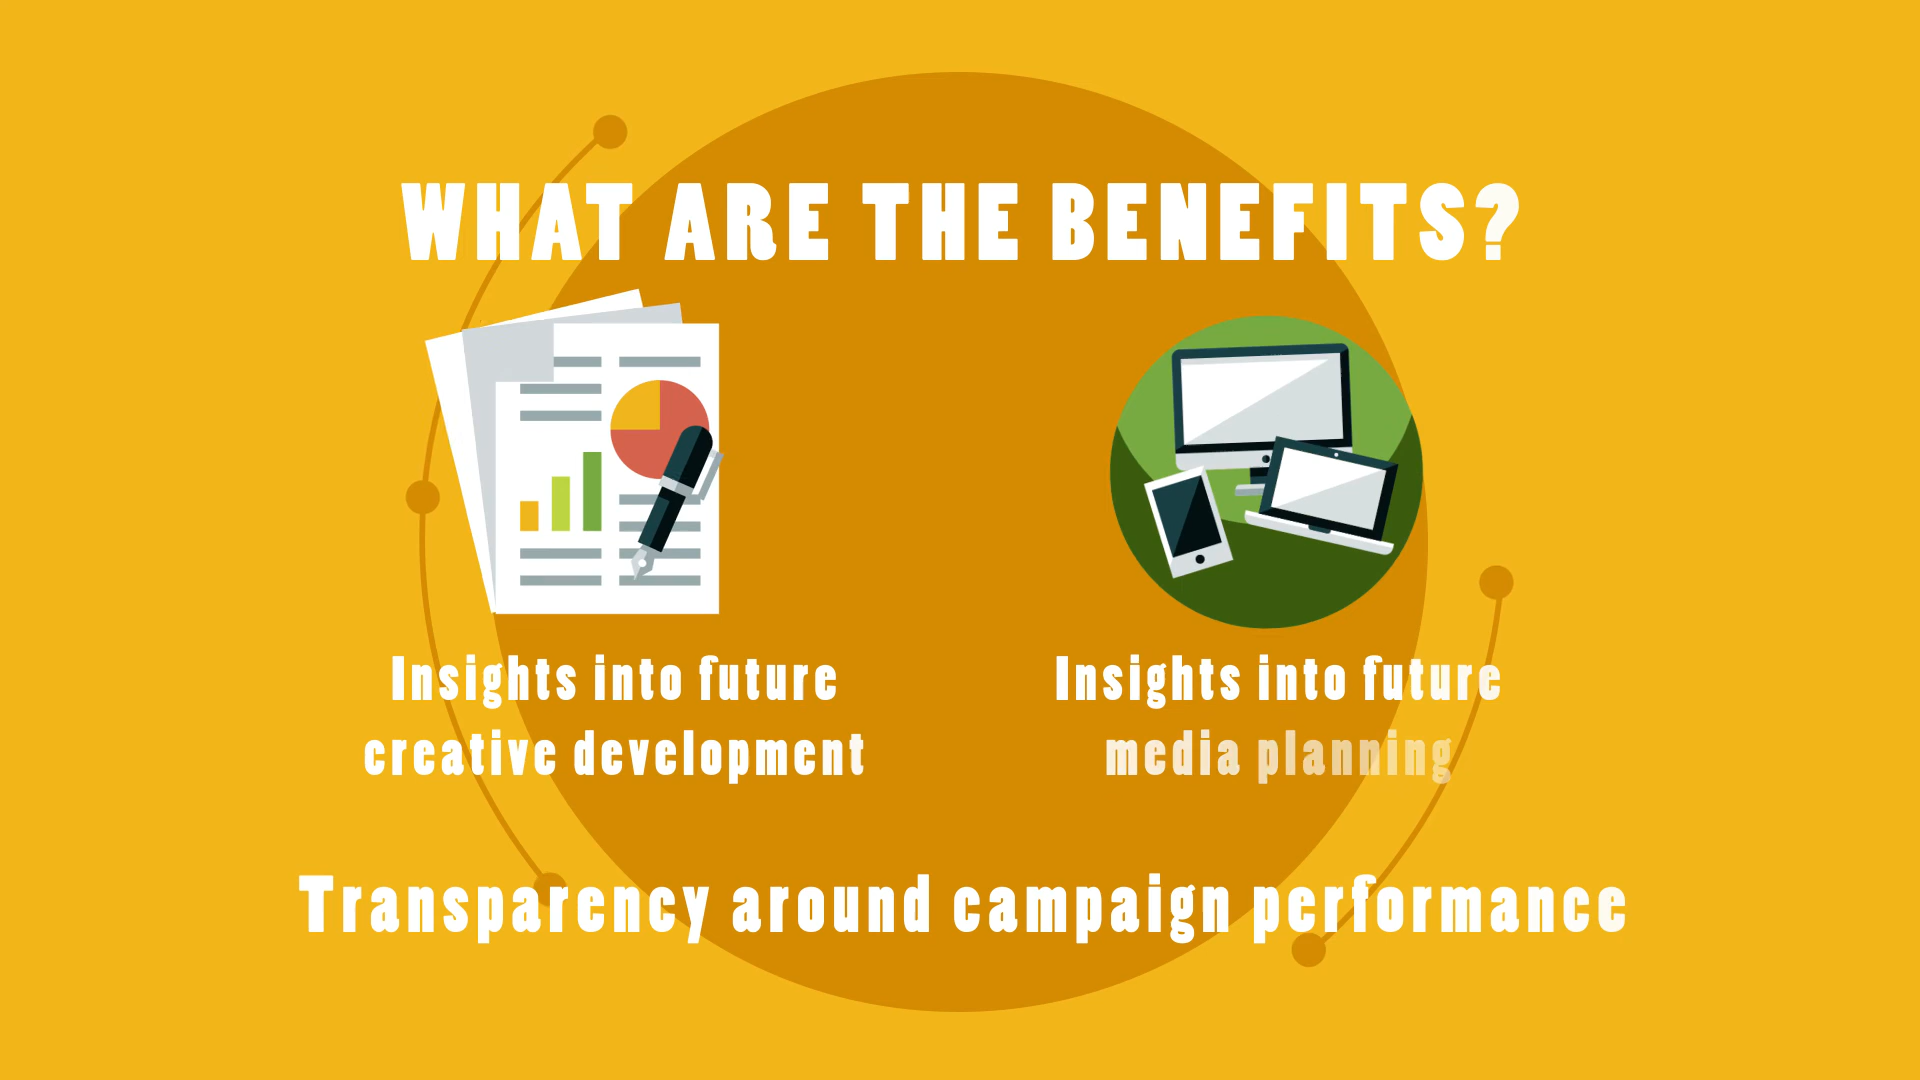 WHAT ARE THE BENEFITS?
Insights into future
creative development
Insights into future
media planning
Transparency around campaign performance